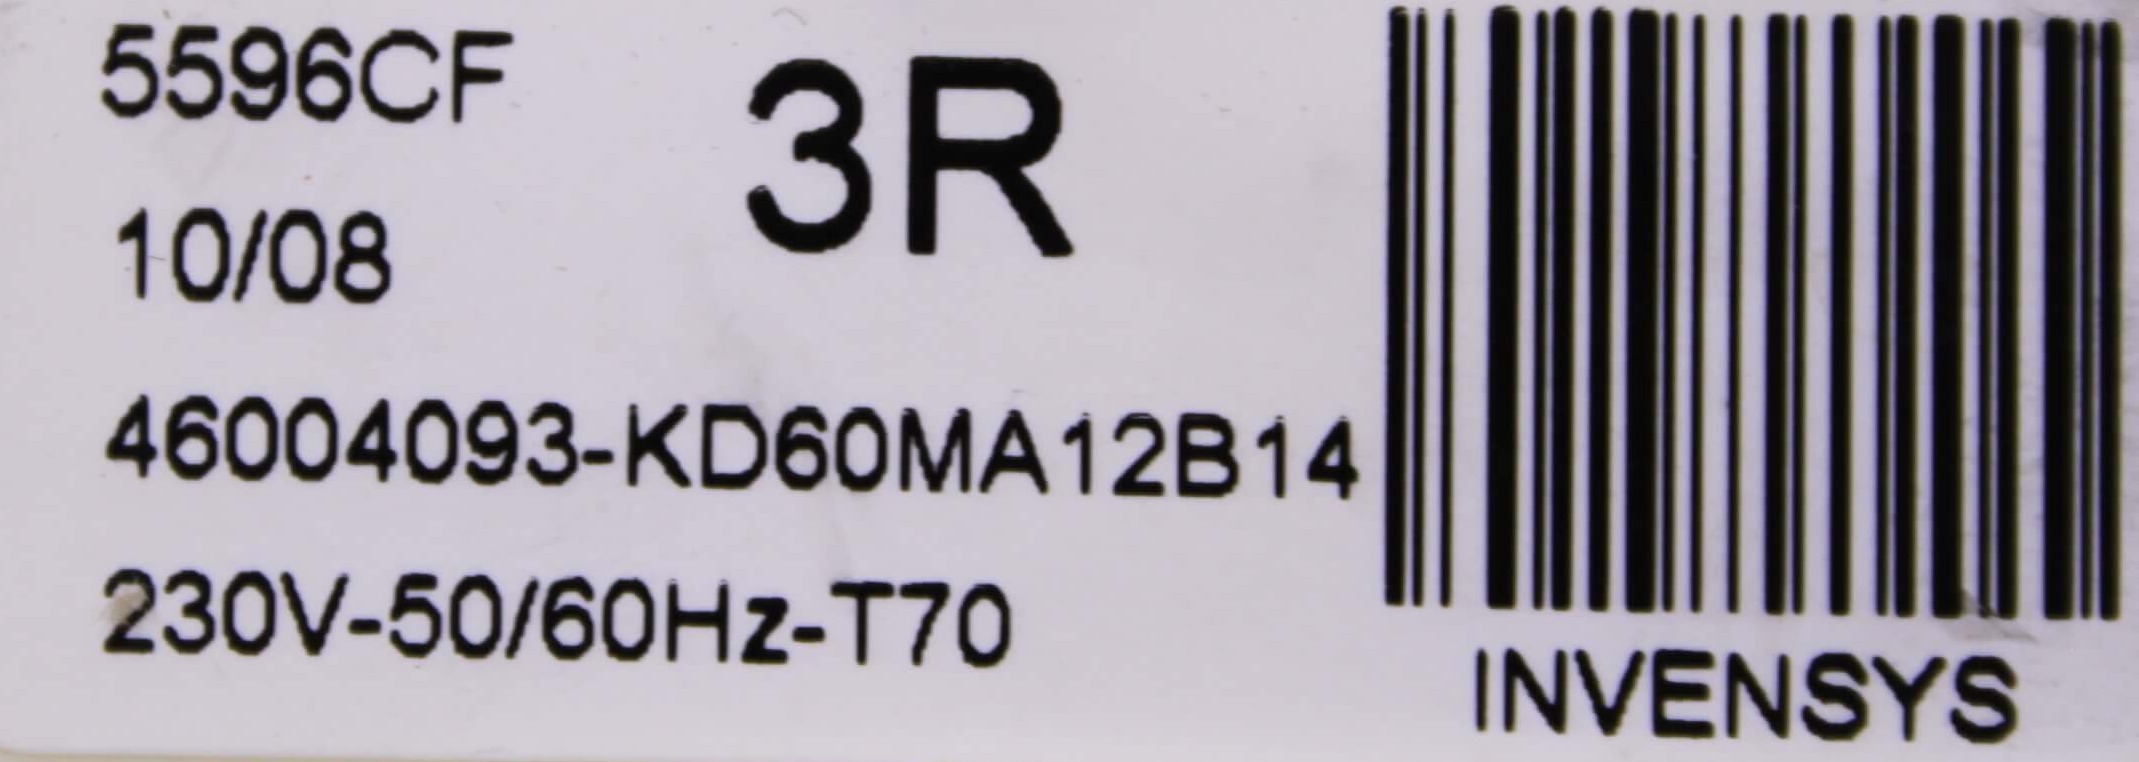 5596CF
3R
10/08
46004093-KD60MA12B14
230V-50/60Hz-T70
INVENSYS